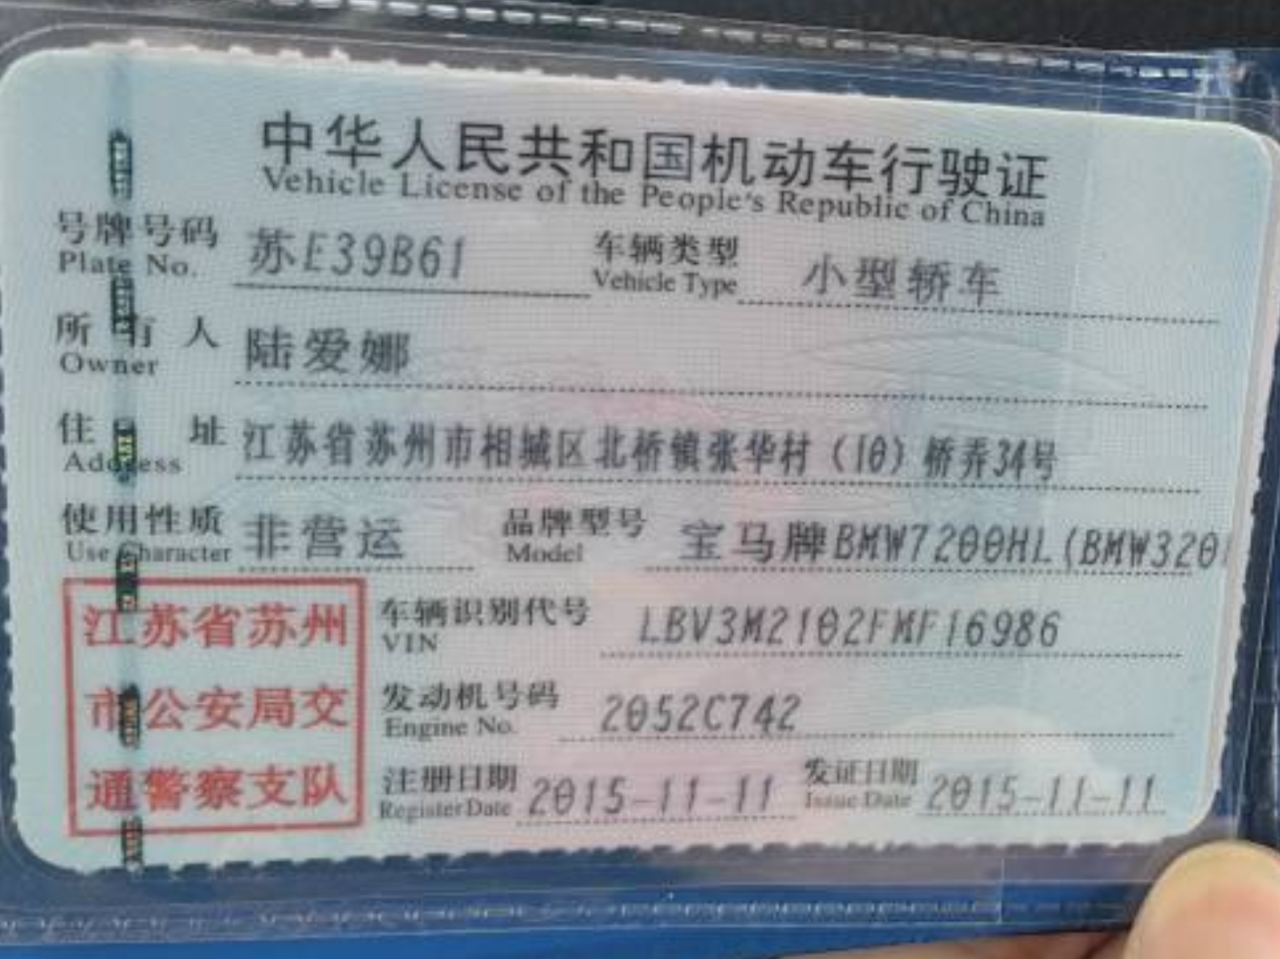 中华人民共和国机动车行驶证
Vehicle License of the People's Republic of China
号牌号码 苏E39B61 车辆类型 小型轿车
Plate No. Vehicle Type
所有人 陆爱娜
Owner
住址 江苏省苏州市相城区北桥镇张华村（10）桥弄34号
Address
使用性质 非营运 品牌型号 宝马牌BMW7200HL(BMW320
Use Character Model
江苏省苏州 车辆识别代号 LBV3M2102FMF16986
VIN
市公安局交 发动机号码 2052C742
Engine No.
通警察支队 注册日期 2015-11-11 发证日期 2015-11-11
Register Date Issue Date